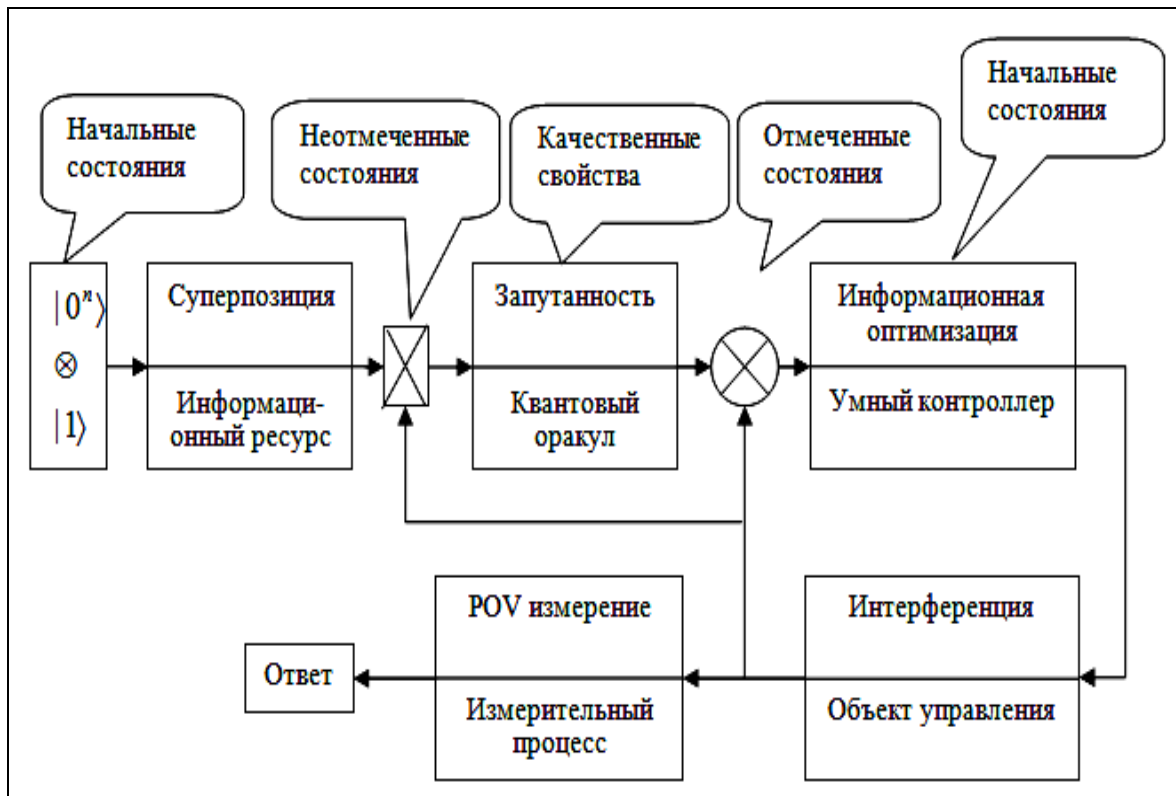 Начальные
состояния
Неотмеченные
состояния
Качественные
свойства
Отмеченные
состояния
Начальные
состояния
|0ⁿ⟩
⊗
|1⟩
Суперпозиция
Информаци-
онный ресурс
Запутанность
Квантовый
оракул
Информационная
оптимизация
Умный контроллер
Ответ
POV измерение
Измерительный
процесс
Интерференция
Объект управления